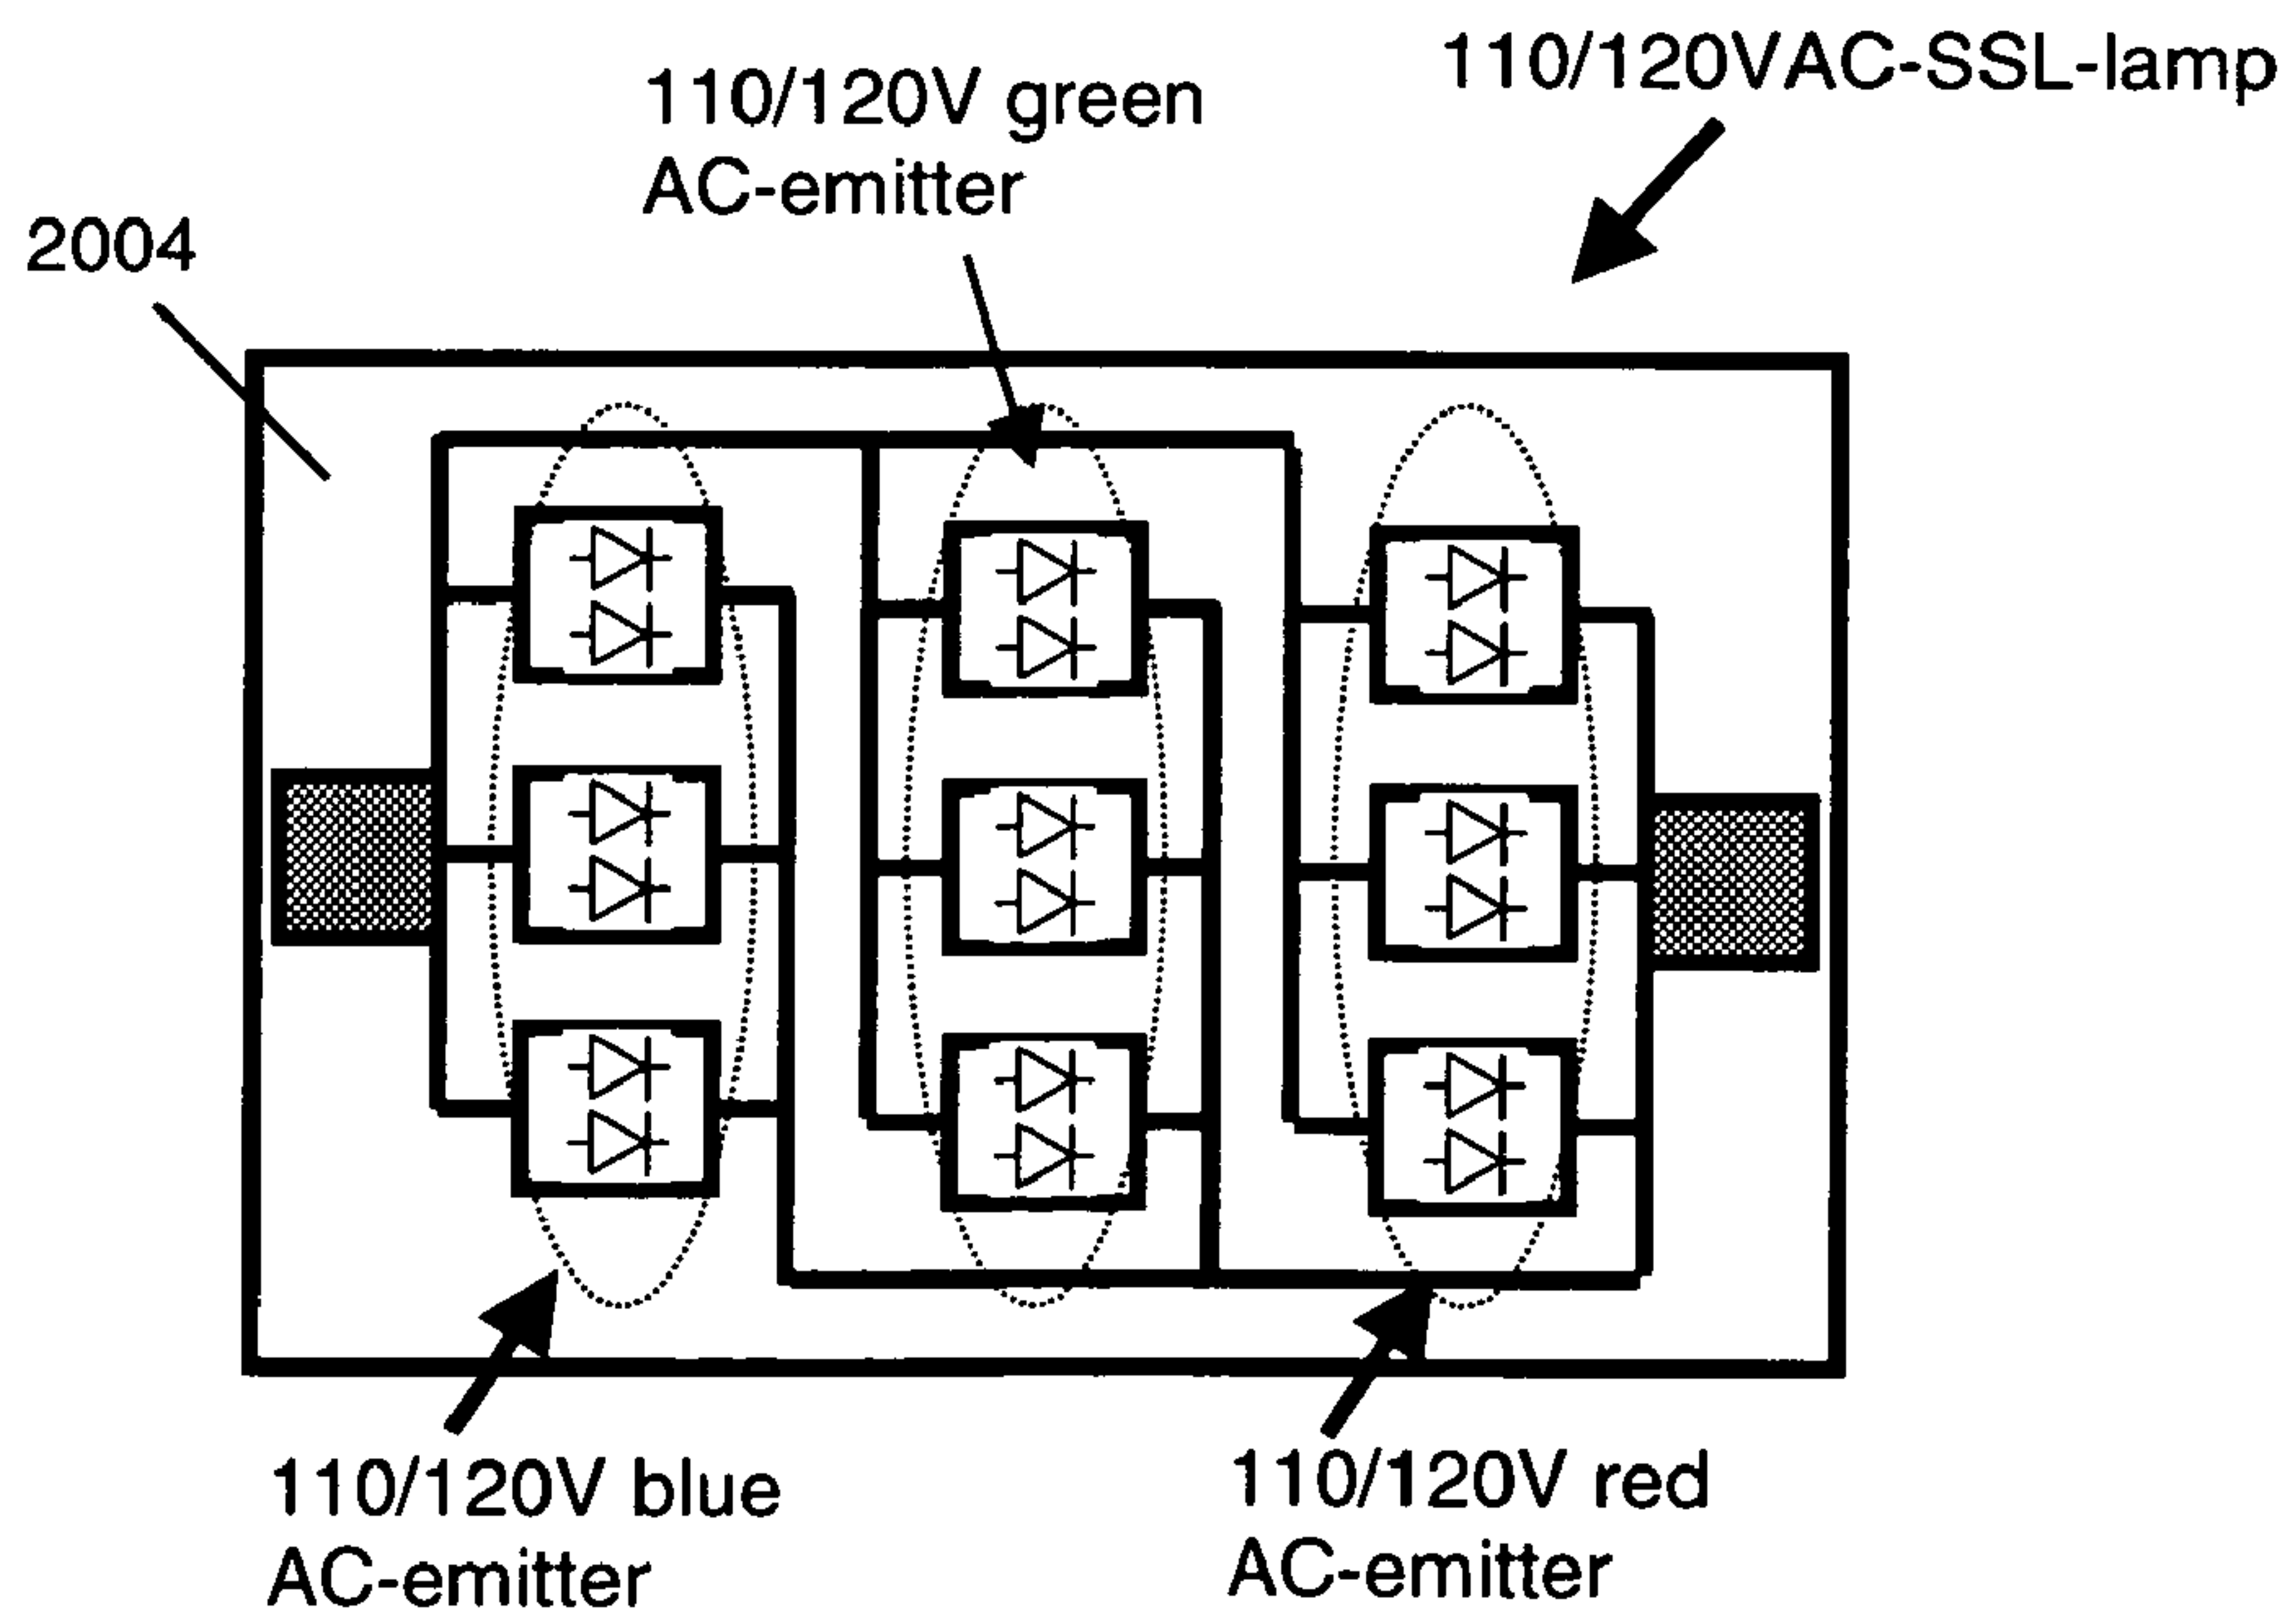 110/120VAC-SSL-lamp
110/120V green
AC-emitter
2004
110/120V blue
AC-emitter
110/120V red
AC-emitter